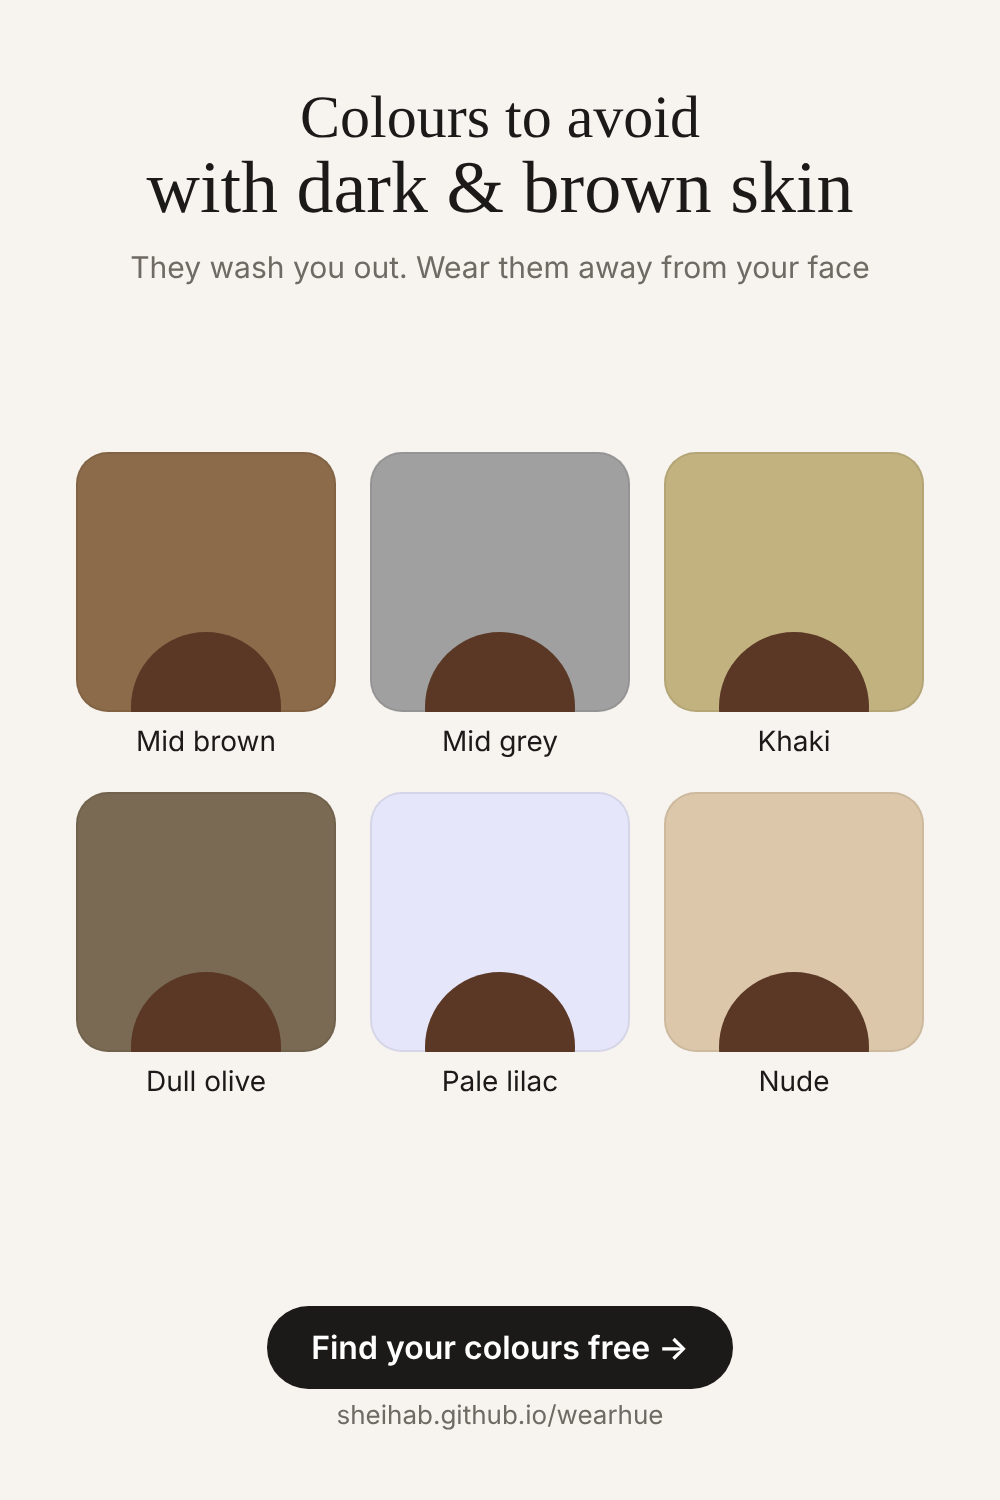 Colours to avoid
with dark & brown skin
They wash you out. Wear them away from your face
Mid brown
Mid grey
Khaki
Dull olive
Pale lilac
Nude
Find your colours free →
sheihab.github.io/wearhue